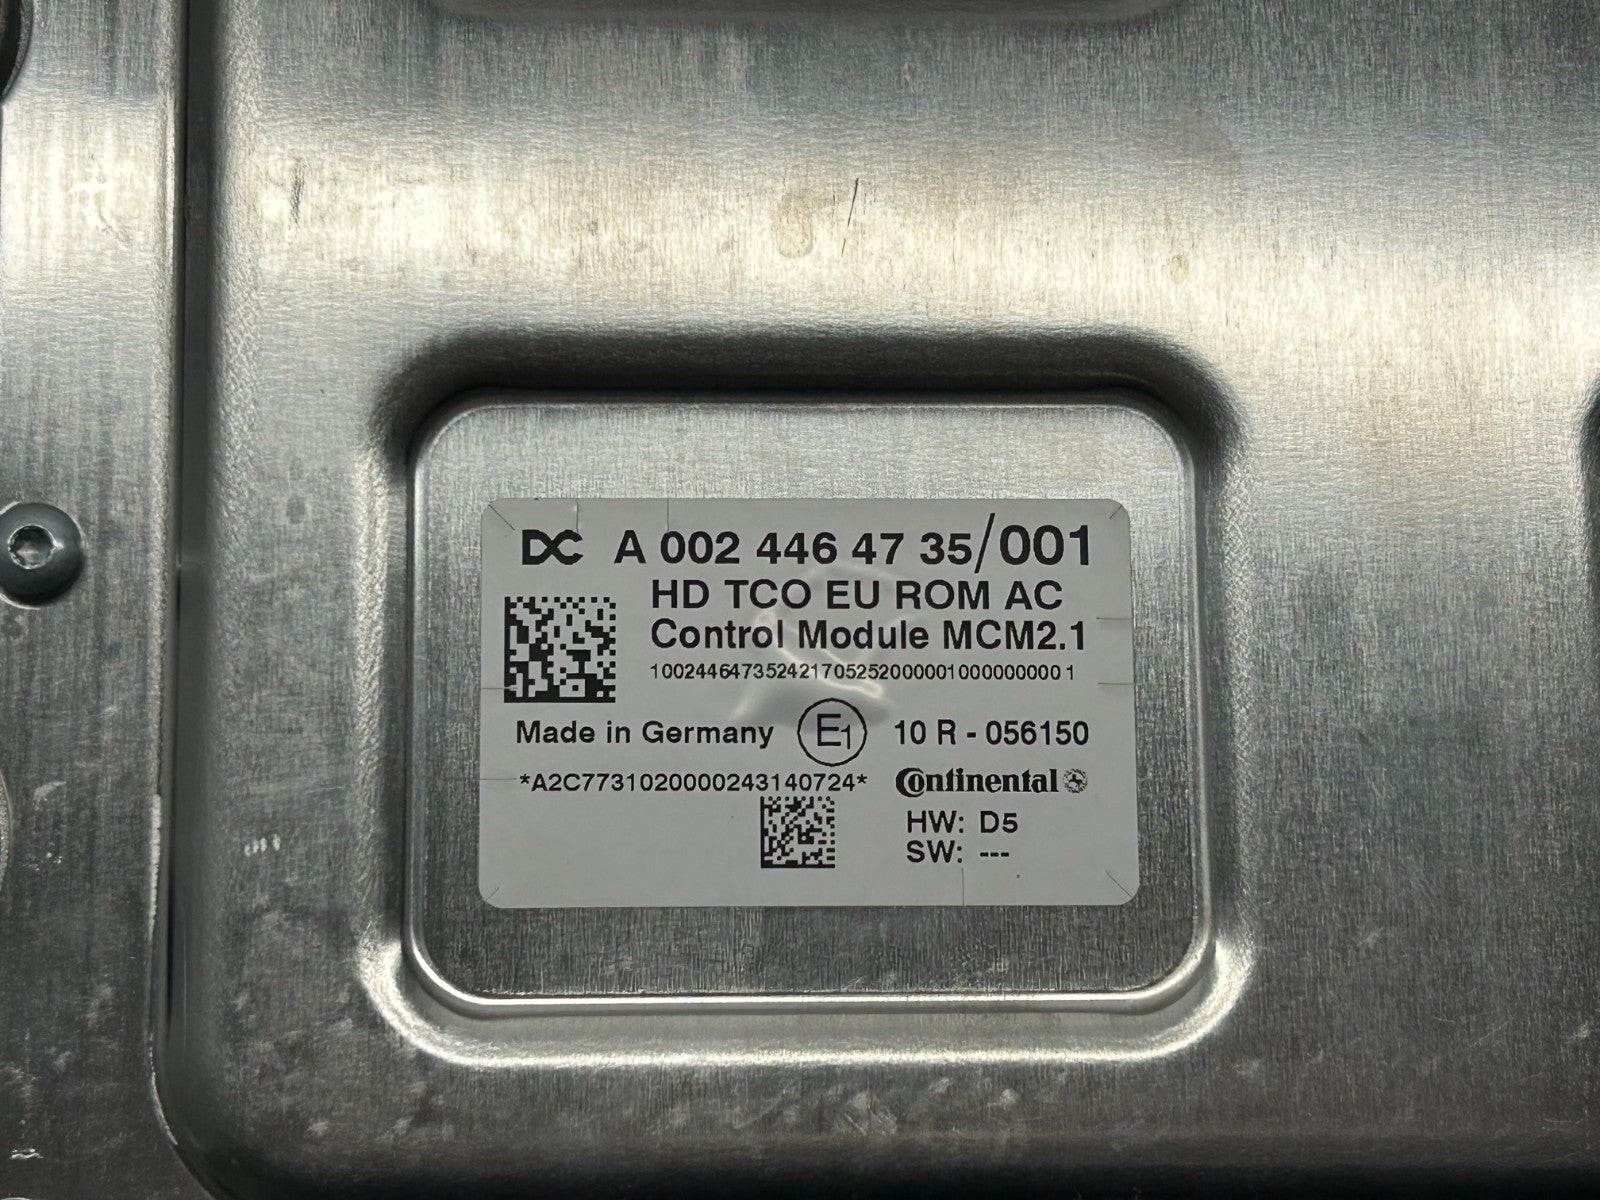 DC A 002 446 47 35/001
HD TCO EU ROM AC
Control Module MCM2.1
10024464735242170525200000100000000001
Made in Germany E1 10 R - 056150
*A2C7731020000243140724* Continental
HW: D5
SW: ---